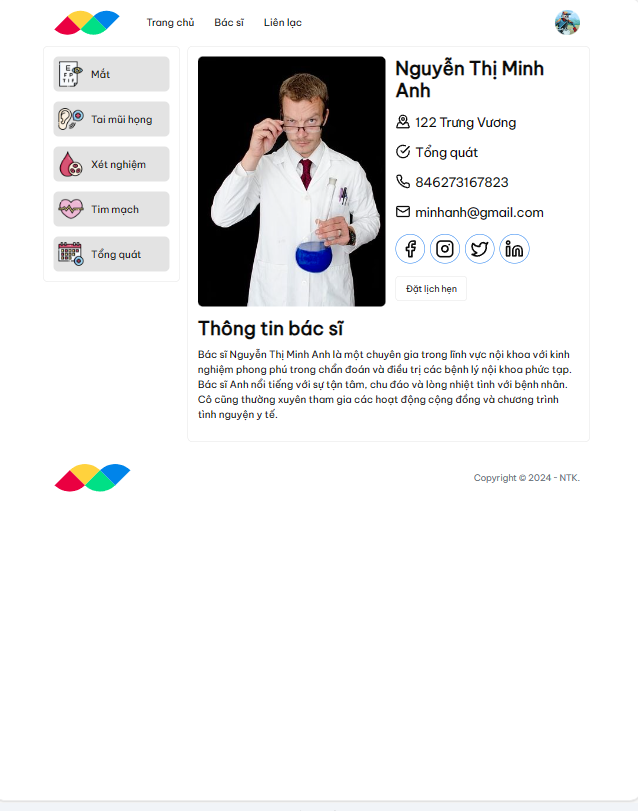 Trang chủ
Bác sĩ
Liên lạc
Mắt
Tai mũi họng
Xét nghiệm
Tim mạch
Tổng quát
Nguyễn Thị Minh
Anh
122 Trưng Vương
Tổng quát
846273167823
minhanh@gmail.com
Đặt lịch hẹn
Thông tin bác sĩ
Bác sĩ Nguyễn Thị Minh Anh là một chuyên gia trong lĩnh vực nội khoa với kinh
nghiệm phong phú trong chẩn đoán và điều trị các bệnh lý nội khoa phức tạp.
Bác sĩ Anh nổi tiếng với sự tận tâm, chu đáo và lòng nhiệt tình với bệnh nhân.
Cô cũng thường xuyên tham gia các hoạt động cộng đồng và chương trình
tình nguyện y tế.
Copyright © 2024 - NTK.